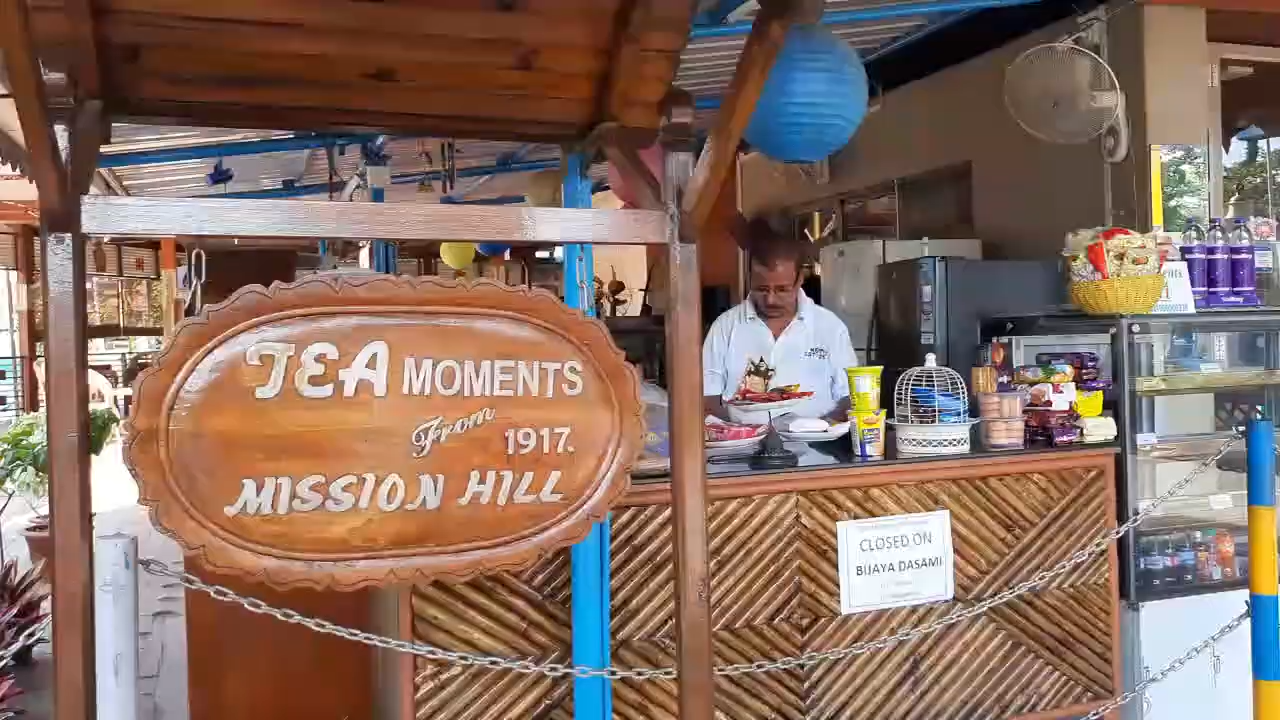 TEA MOMENTS
From
1917.
MISSION HILL
CLOSED ON
BIJAYA DASAMI